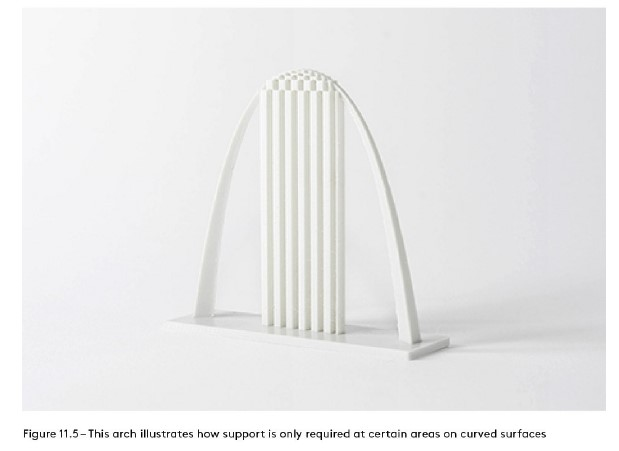 Figure 11.5 – This arch illustrates how support is only required at certain areas on curved surfaces